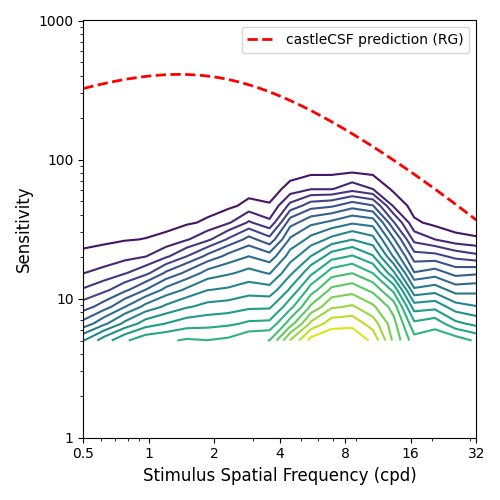 1000
castleCSF prediction (RG)
100
Sensitivity
10
1
0.5 1 2 4 8 16 32
Stimulus Spatial Frequency (cpd)